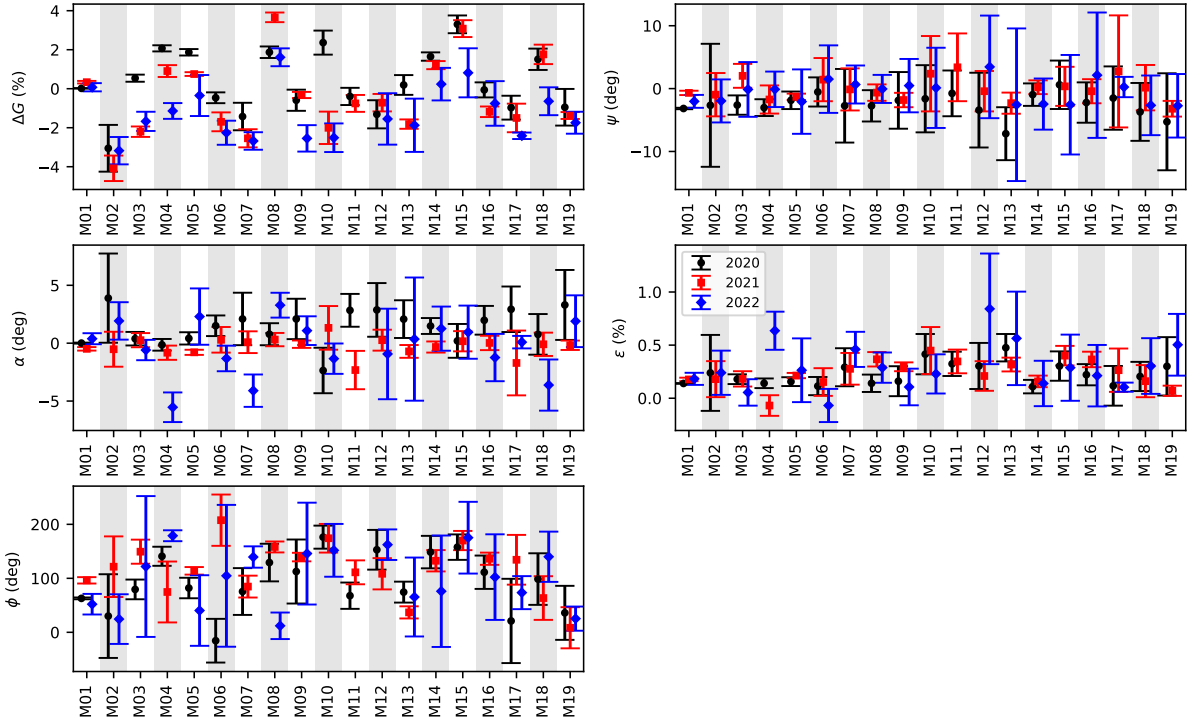 ΔG (%)
4
2
0
−2
−4
M01 M02 M03 M04 M05 M06 M07 M08 M09 M10 M11 M12 M13 M14 M15 M16 M17 M18 M19
ψ (deg)
10
0
−10
M01 M02 M03 M04 M05 M06 M07 M08 M09 M10 M11 M12 M13 M14 M15 M16 M17 M18 M19
α (deg)
5
0
−5
M01 M02 M03 M04 M05 M06 M07 M08 M09 M10 M11 M12 M13 M14 M15 M16 M17 M18 M19
ε (%)
1.0
0.5
0.0
2020
2021
2022
M01 M02 M03 M04 M05 M06 M07 M08 M09 M10 M11 M12 M13 M14 M15 M16 M17 M18 M19
ϕ (deg)
200
100
0
M01 M02 M03 M04 M05 M06 M07 M08 M09 M10 M11 M12 M13 M14 M15 M16 M17 M18 M19